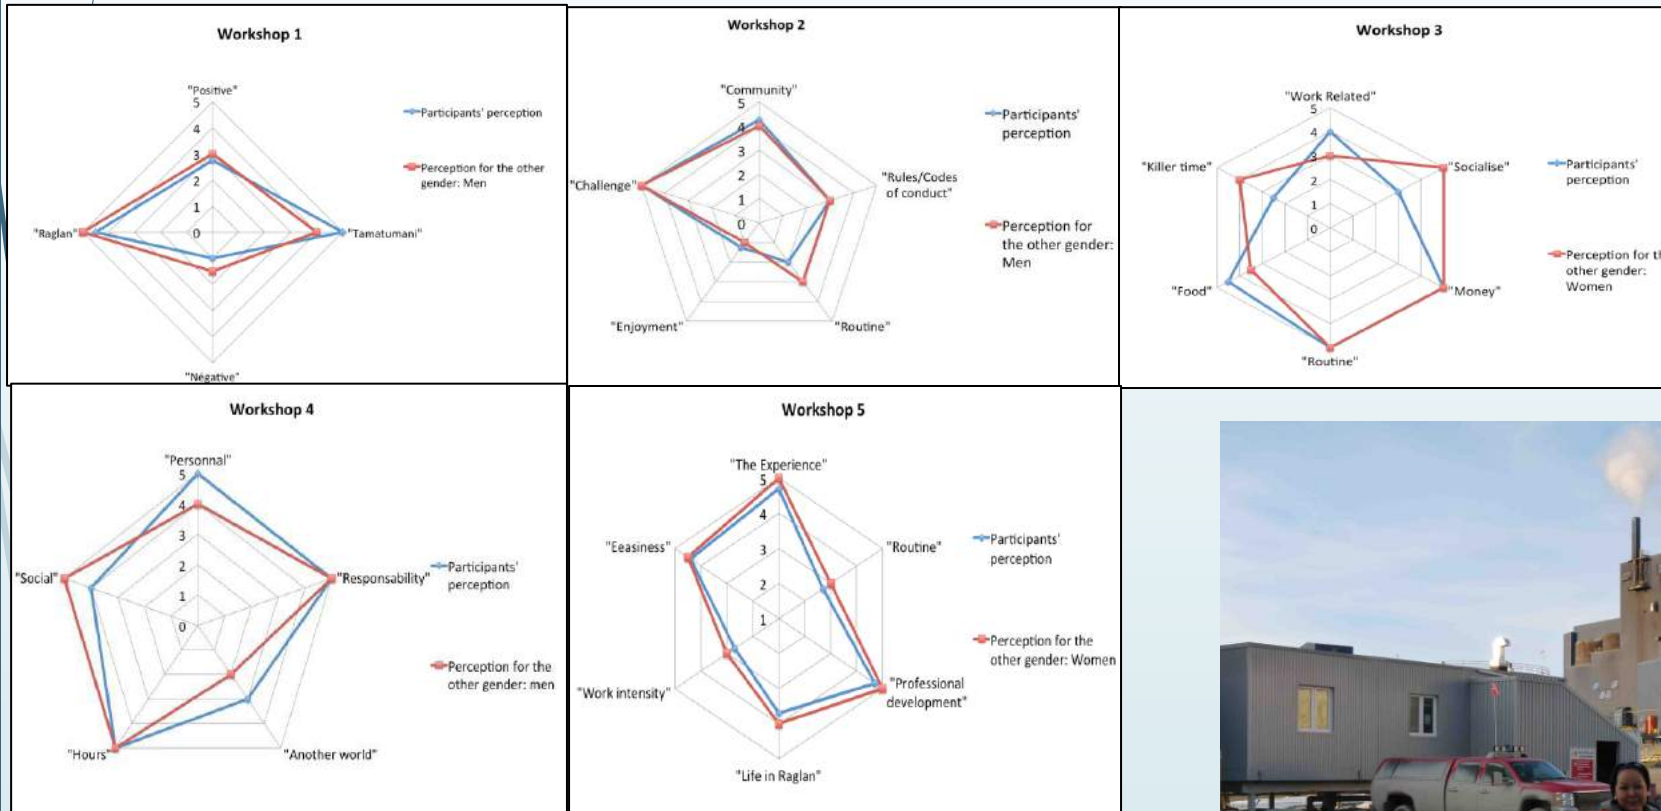 Workshop 1
"Positive"
5
4
3
2
1
0
"Raglan"
"Tamatumani"
"Négative"
Participants' perception
Perception for the other
gender: Men
Workshop 2
"Community"
5
4
3
2
1
0
"Challenge"
"Rules/Codes
of conduct"
"Enjoyment"
"Routine"
Participants'
perception
Perception for
the other gender:
Men
Workshop 3
"Work Related"
5
4
3
2
1
0
"Killer time"
"Socialise"
"Food"
"Money"
"Routine"
Participants'
perception
Perception for th
other gender:
Women
Workshop 4
"Personnal"
5
4
3
2
1
0
"Social"
"Responsability"
"Hours"
"Another world"
Participants'
perception
Perception for the
other gender: men
Workshop 5
"The Experience"
5
4
3
2
1
"Eeasiness"
"Routine"
"Work intensity"
"Professional
development"
"Life in Raglan"
Participants'
perception
Perception for the
other gender: Women